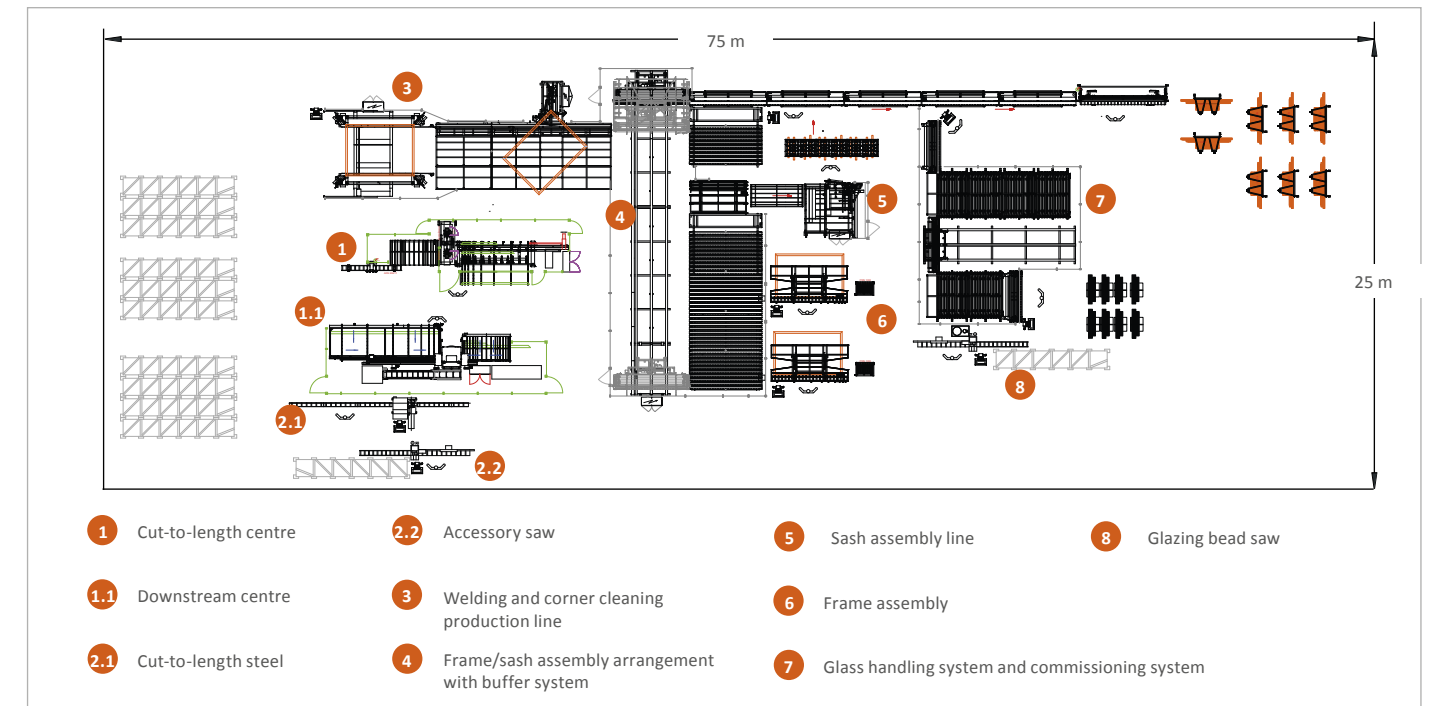 75 m
3
4
5
7
1
25 m
1.1
6
8
2.1
2.2
1 Cut-to-length centre
2.2 Accessory saw
5 Sash assembly line
8 Glazing bead saw
1.1 Downstream centre
3 Welding and corner cleaning
production line
6 Frame assembly
2.1 Cut-to-length steel
4 Frame/sash assembly arrangement
with buffer system
7 Glass handling system and commissioning system